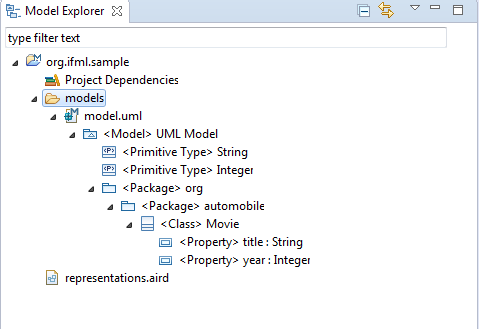 Model Explorer
type filter text
org.ifml.sample
Project Dependencies
models
model.uml
<Model> UML Model
<Primitive Type> String
<Primitive Type> Integer
<Package> org
<Package> automobile
<Class> Movie
<Property> title : String
<Property> year : Integer
representations.aird